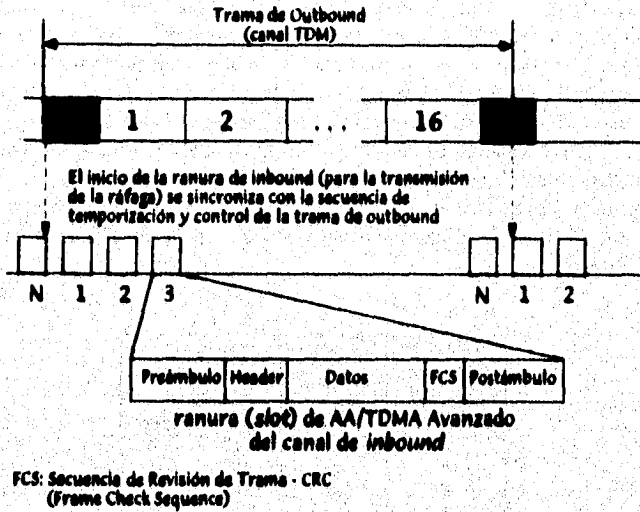 Trama de Outbound
(canal TDM)
1 2 ... 16
El inicio de la ranura de inbound (para la transmisión
de la ráfaga) se sincroniza con la secuencia de
temporización y control de la trama de outbound
N 1 2 3 N 1 2
Preámbulo Header Datos FCS Postámbulo
ranura (slot) de AA/TDMA Avanzado
del canal de inbound
FCS: Secuencia de Revisión de Trama - CRC
(Frame Check Sequence)